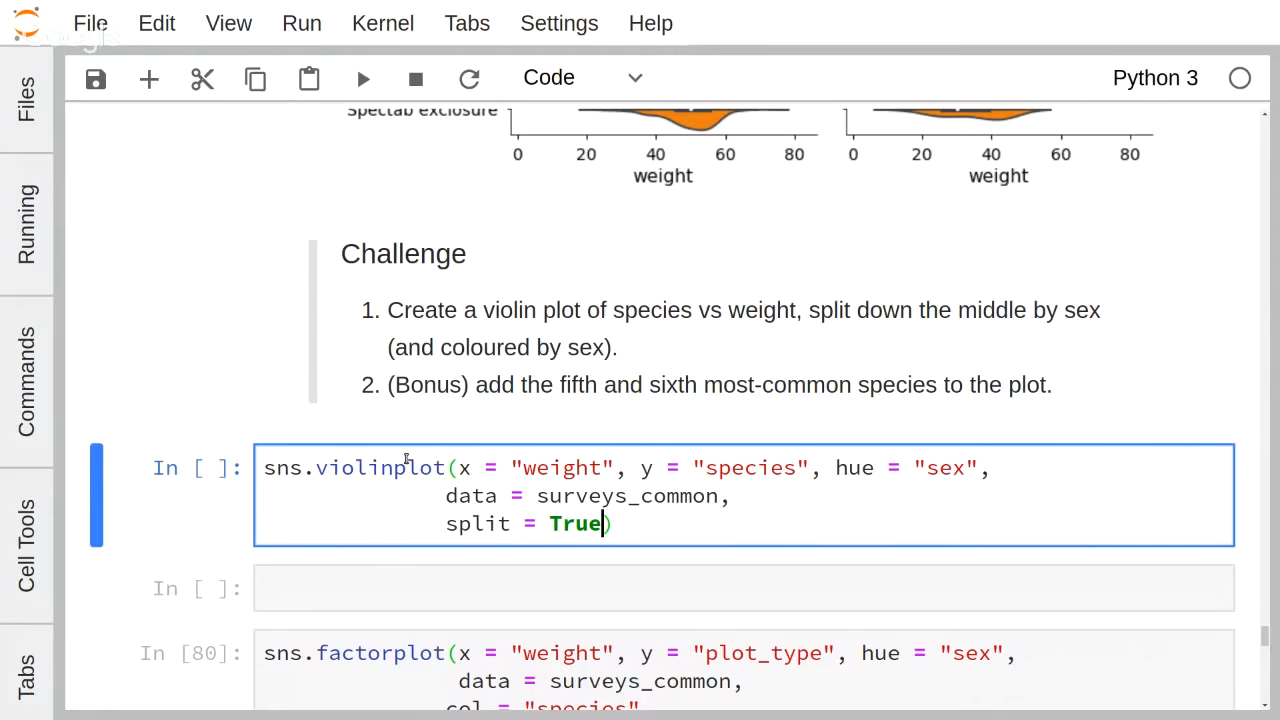 File Edit View Run Kernel Tabs Settings Help
Code Python 3
Files
Running
Commands
Cell Tools
Tabs
Spectab exclosure
0 20 40 60 80 0 20 40 60 80
weight weight
Challenge
1. Create a violin plot of species vs weight, split down the middle by sex
(and coloured by sex).
2. (Bonus) add the fifth and sixth most-common species to the plot.
In [ ]: sns.violinplot(x = "weight", y = "species", hue = "sex",
data = surveys_common,
split = True)
In [ ]:
In [80]: sns.factorplot(x = "weight", y = "plot_type", hue = "sex",
data = surveys_common,
col = "species"